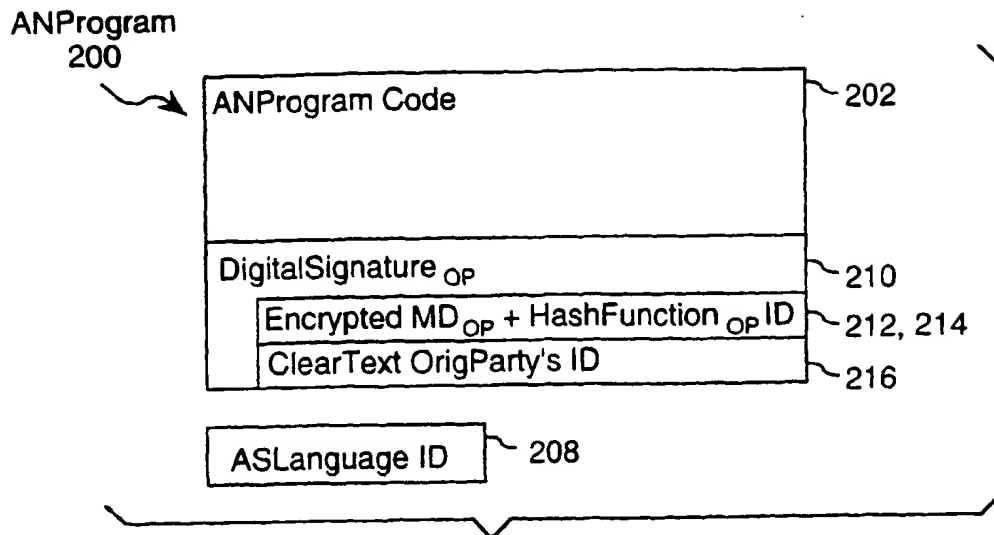 ANProgram
200
ANProgram Code
202
DigitalSignature OP
210
Encrypted MD OP + HashFunction OP ID
212, 214
ClearText OrigParty's ID
216
ASLanguage ID
208